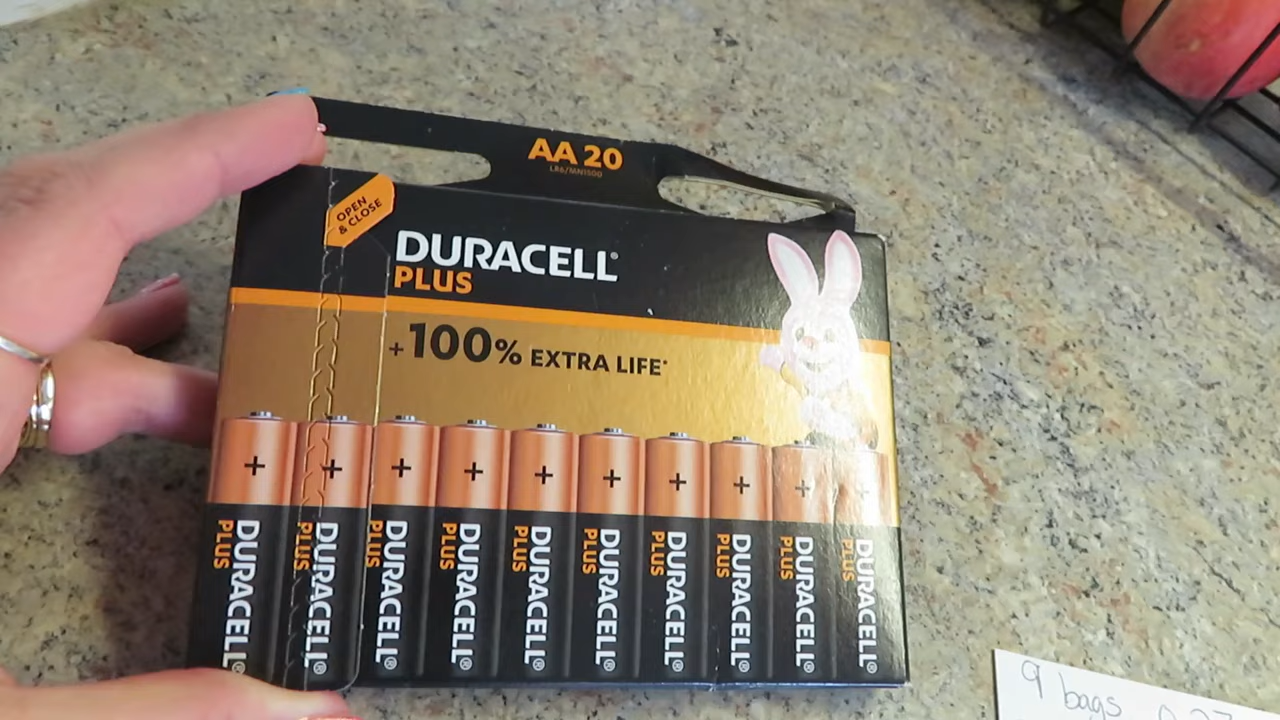 AA 20
LR6/MN1500
OPEN
& CLOSE
DURACELL®
PLUS
+100% EXTRA LIFE*
+ + + + + + + + + +
DURACELL®
PLUS
DURACELL®
PLUS
DURACELL®
PLUS
DURACELL®
PLUS
DURACELL®
PLUS
DURACELL®
PLUS
DURACELL®
PLUS
DURACELL®
PLUS
DURACELL®
PLUS
DURACELL®
PLUS
9 bags